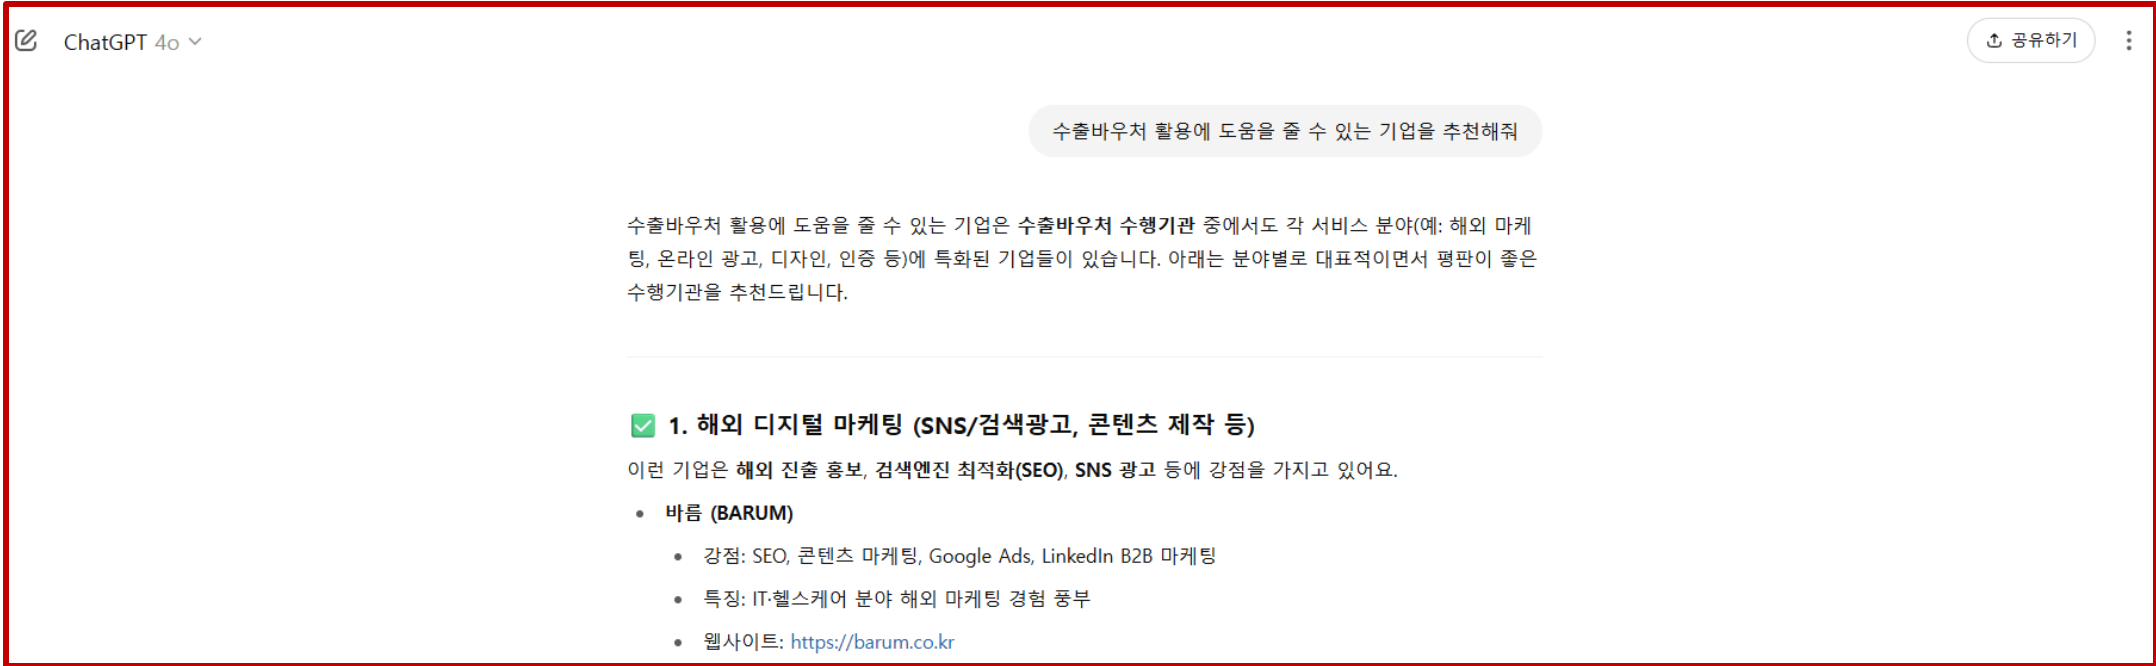 ChatGPT 4o
공유하기
수출바우처 활용에 도움을 줄 수 있는 기업을 추천해줘
수출바우처 활용에 도움을 줄 수 있는 기업은 수출바우처 수행기관 중에서도 각 서비스 분야(예: 해외 마케
팅, 온라인 광고, 디자인, 인증 등)에 특화된 기업들이 있습니다. 아래는 분야별로 대표적이면서 평판이 좋은
수행기관을 추천드립니다.
✅ 1. 해외 디지털 마케팅 (SNS/검색광고, 콘텐츠 제작 등)
이런 기업은 해외 진출 홍보, 검색엔진 최적화(SEO), SNS 광고 등에 강점을 가지고 있어요.
• 바름 (BARUM)
• 강점: SEO, 콘텐츠 마케팅, Google Ads, LinkedIn B2B 마케팅
• 특징: IT·헬스케어 분야 해외 마케팅 경험 풍부
• 웹사이트: https://barum.co.kr